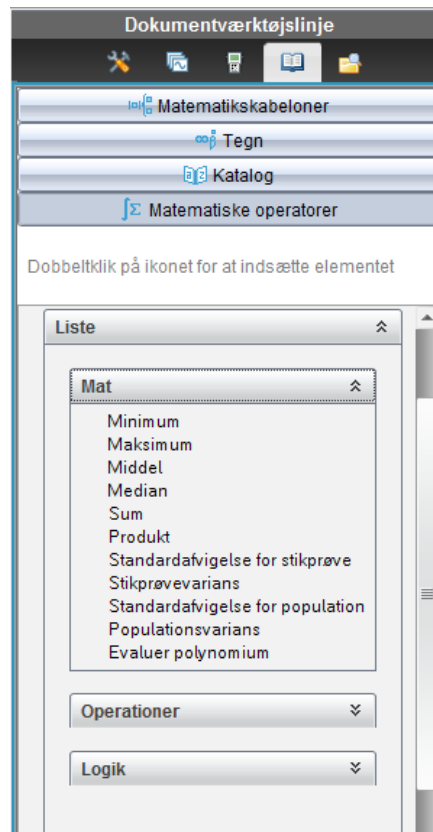 Dokumentværktøjslinje
Matematikskabeloner
∞β Tegn
Katalog
∫Σ Matematiske operatorer
Dobbeltklik på ikonet for at indsætte elementet
Liste
Mat
Minimum
Maksimum
Middel
Median
Sum
Produkt
Standardafvigelse for stikprøve
Stikprøvevarians
Standardafvigelse for population
Populationsvarians
Evaluer polynomium
Operationer
Logik